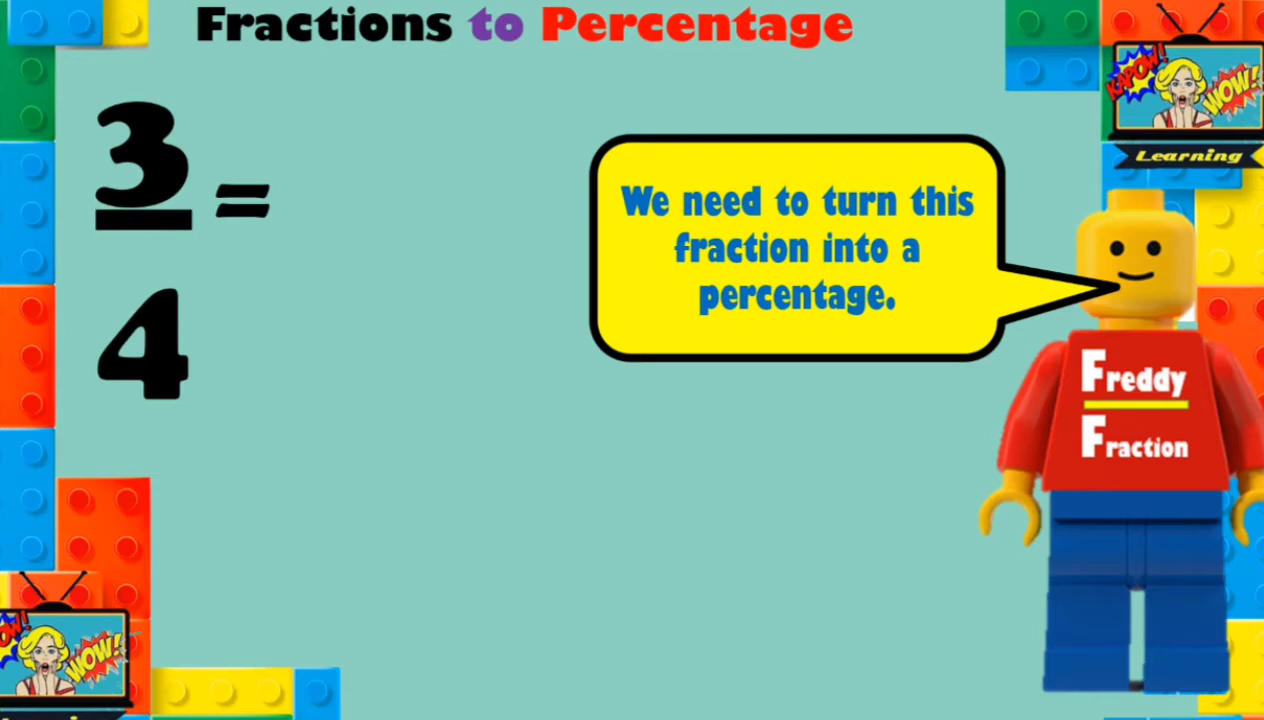 Fractions to Percentage
KAPOW!
WOW!
Learning
3 =
4
We need to turn this
fraction into a
percentage.
Freddy
Fraction
WOW!